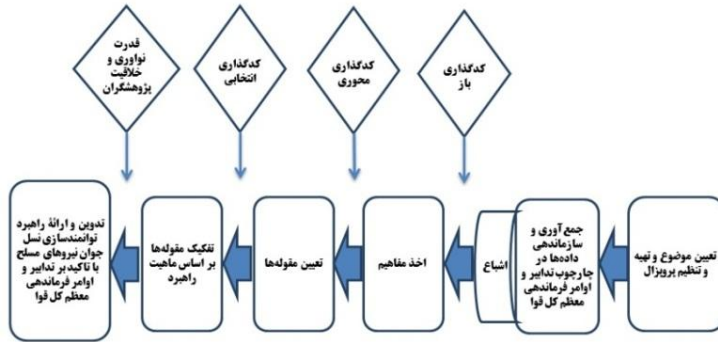 کدگذاری
باز
کدگذاری
محوری
کدگذاری
انتخابی
قدرت
نوآوری و
خلاقیت
پژوهشگران
تعیین موضوع و تهیه
و تنظیم پروپزال
جمع آوری و
سازماندهی
داده‌ها در
چارچوب تدابیر و
اوامر فرماندهی
معظم کل قوا
اشباع
اخذ مفاهیم
تعیین مقوله‌ها
تفکیک مقوله‌ها
بر اساس ماهیت
راهبرد
تدوین و ارائهٔ راهبرد
توانمندسازی نسل
جوان نیروهای مسلح
با تاکید بر تدابیر و
اوامر فرماندهی
معظم کل قوا